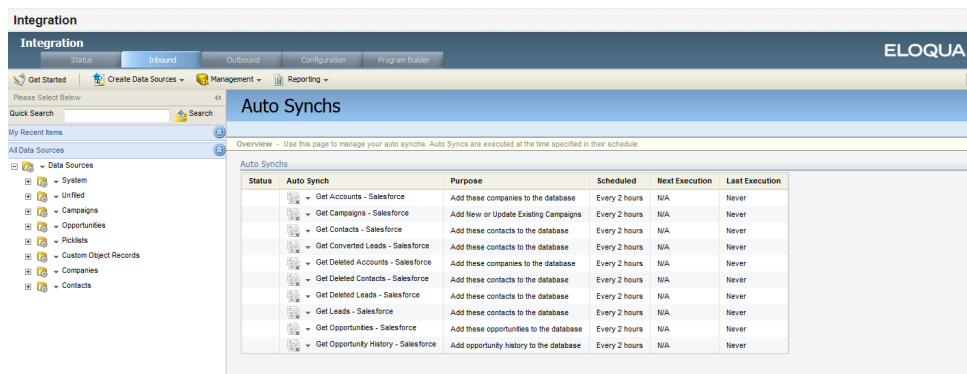 Integration
Integration
ELOQUA
Status Inbound Outbound Configuration Program Builder
Get Started Create Data Sources Management Reporting
Please Select Below <<
Quick Search Search
My Recent Items
All Data Sources
Data Sources
System
Unfiled
Campaigns
Opportunities
Picklists
Custom Object Records
Companies
Contacts
Auto Synchs
Overview - Use this page to manage your auto synchs. Auto Syncs are executed at the time specified in their schedule.
Auto Synchs
Status Auto Synch Purpose Scheduled Next Execution Last Execution
Get Accounts - Salesforce Add these companies to the database Every 2 hours N/A Never
Get Campaigns - Salesforce Add New or Update Existing Campaigns Every 2 hours N/A Never
Get Contacts - Salesforce Add these contacts to the database Every 2 hours N/A Never
Get Converted Leads - Salesforce Add these contacts to the database Every 2 hours N/A Never
Get Deleted Accounts - Salesforce Add these companies to the database Every 2 hours N/A Never
Get Deleted Contacts - Salesforce Add these contacts to the database Every 2 hours N/A Never
Get Deleted Leads - Salesforce Add these contacts to the database Every 2 hours N/A Never
Get Leads - Salesforce Add these contacts to the database Every 2 hours N/A Never
Get Opportunities - Salesforce Add these opportunities to the database Every 2 hours N/A Never
Get Opportunity History - Salesforce Add opportunity history to the database Every 2 hours N/A Never